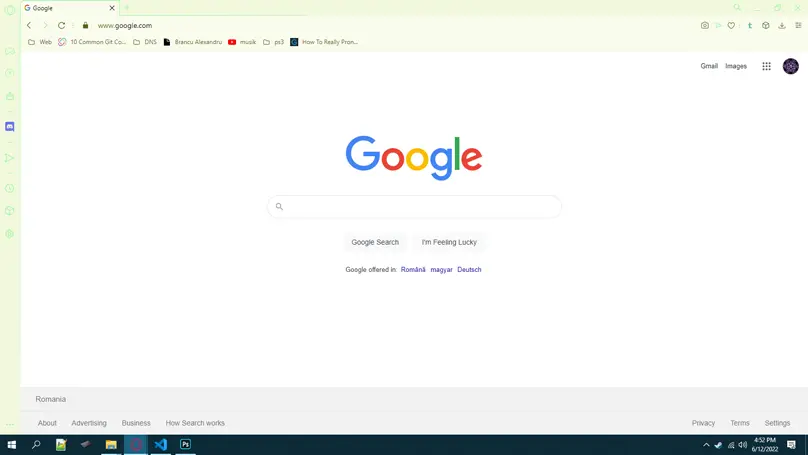 Google
www.google.com
Web 10 Common Git Co... DNS Brancu Alexandru musik ps3 How To Really Pron...
Gmail Images
Google
Google Search I'm Feeling Lucky
Google offered in: Română magyar Deutsch
Romania
About Advertising Business How Search works Privacy Terms Settings
Ps
4:52 PM
6/12/2022